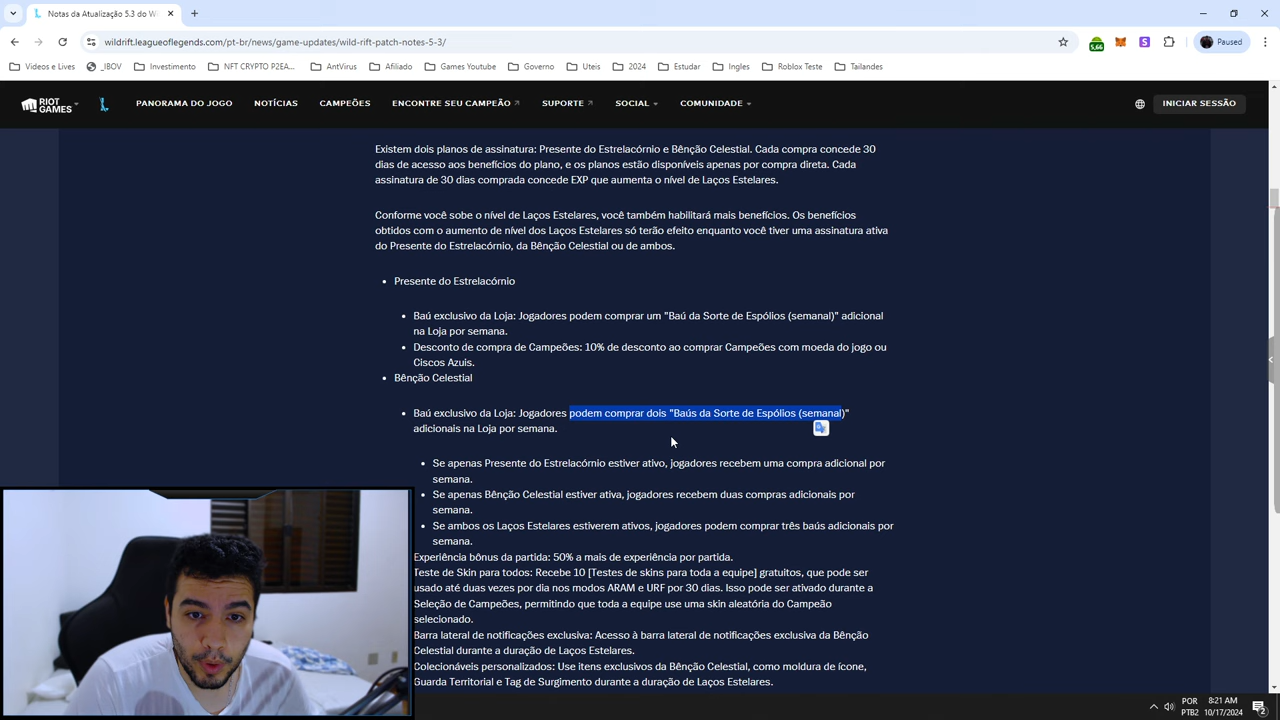 Notas da Atualização 5.3 do Wi
wildrift.leagueoflegends.com/pt-br/news/game-updates/wild-rift-patch-notes-5-3/
5,66
S
Paused
Videos e Lives
_IBOV
Investimento
NFT CRYPTO P2EA...
AntVirus
Afiliado
Games Youtube
Governo
Uteis
2024
Estudar
Ingles
Roblox Teste
Tailandes
RIOT GAMES
PANORAMA DO JOGO
NOTÍCIAS
CAMPEÕES
ENCONTRE SEU CAMPEÃO
SUPORTE
SOCIAL
COMUNIDADE
INICIAR SESSÃO
Existem dois planos de assinatura: Presente do Estrelacórnio e Bênção Celestial. Cada compra concede 30
dias de acesso aos benefícios do plano, e os planos estão disponíveis apenas por compra direta. Cada
assinatura de 30 dias comprada concede EXP que aumenta o nível de Laços Estelares.
Conforme você sobe o nível de Laços Estelares, você também habilitará mais benefícios. Os benefícios
obtidos com o aumento de nível dos Laços Estelares só terão efeito enquanto você tiver uma assinatura ativa
do Presente do Estrelacórnio, da Bênção Celestial ou de ambos.
Presente do Estrelacórnio
Baú exclusivo da Loja: Jogadores podem comprar um "Baú da Sorte de Espólios (semanal)" adicional
na Loja por semana.
Desconto de compra de Campeões: 10% de desconto ao comprar Campeões com moeda do jogo ou
Ciscos Azuis.
Bênção Celestial
Baú exclusivo da Loja: Jogadores podem comprar dois "Baús da Sorte de Espólios (semanal)"
adicionais na Loja por semana.
Se apenas Presente do Estrelacórnio estiver ativo, jogadores recebem uma compra adicional por
semana.
Se apenas Bênção Celestial estiver ativa, jogadores recebem duas compras adicionais por
semana.
Se ambos os Laços Estelares estiverem ativos, jogadores podem comprar três baús adicionais por
semana.
Experiência bônus da partida: 50% a mais de experiência por partida.
Teste de Skin para todos: Recebe 10 [Testes de skins para toda a equipe] gratuitos, que pode ser
usado até duas vezes por dia nos modos ARAM e URF por 30 dias. Isso pode ser ativado durante a
Seleção de Campeões, permitindo que toda a equipe use uma skin aleatória do Campeão
selecionado.
Barra lateral de notificações exclusiva: Acesso à barra lateral de notificações exclusiva da Bênção
Celestial durante a duração de Laços Estelares.
Colecionáveis personalizados: Use itens exclusivos da Bênção Celestial, como moldura de ícone,
Guarda Territorial e Tag de Surgimento durante a duração de Laços Estelares.
POR
PTB2
8:21 AM
10/17/2024
2